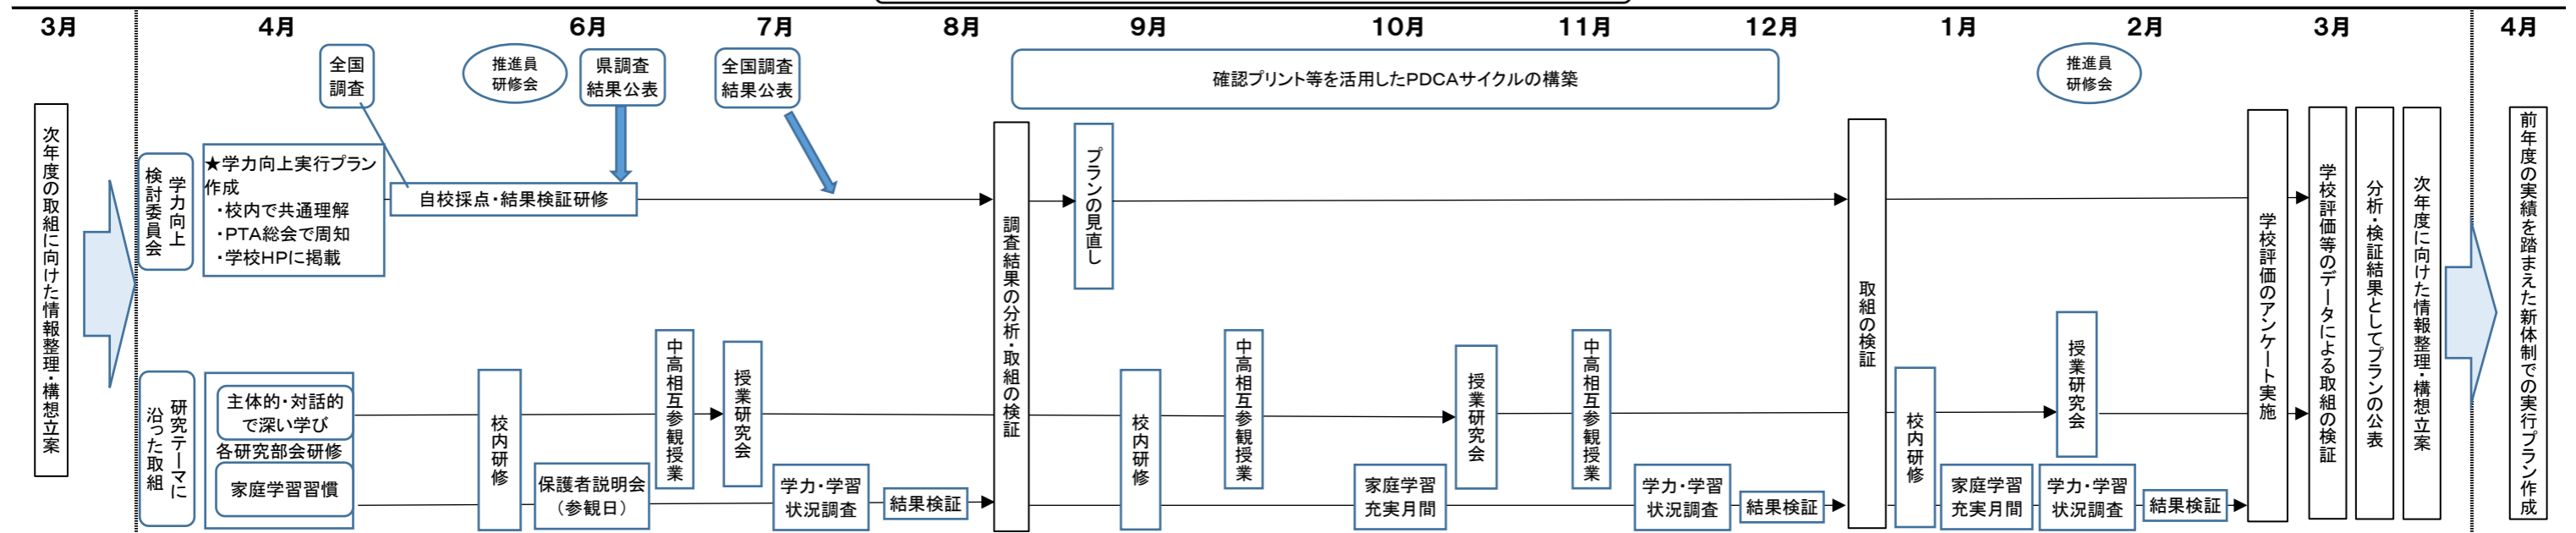 3月
4月
6月
7月
8月
9月
10月
11月
12月
1月
2月
3月
4月
全国
調査
推進員
研修会
県調査
結果公表
全国調査
結果公表
確認プリント等を活用したPDCAサイクルの構築
推進員
研修会
次年度の取組に向けた情報整理・構想立案
学力向上
検討委員会
★学力向上実行プラン
作成
・校内で共通理解
・PTA総会で周知
・学校HPに掲載
自校採点・結果検証研修
調査結果の分析・取組の検証
プランの見直し
取組の検証
学校評価のアンケート実施
学校評価等のデータによる取組の検証
分析・検証結果としてプランの公表
次年度に向けた情報整理・構想立案
前年度の実績を踏まえた新体制での実行プラン作成
研究テーマに
沿った取組
主体的・対話的
で深い学び
各研究部会研修
家庭学習習慣
校内研修
保護者説明会
（参観日）
中高相互参観授業
授業研究会
学力・学習
状況調査
結果検証
校内研修
中高相互参観授業
家庭学習
充実月間
授業研究会
中高相互参観授業
学力・学習
状況調査
結果検証
校内研修
家庭学習
充実月間
授業研究会
学力・学習
状況調査
結果検証